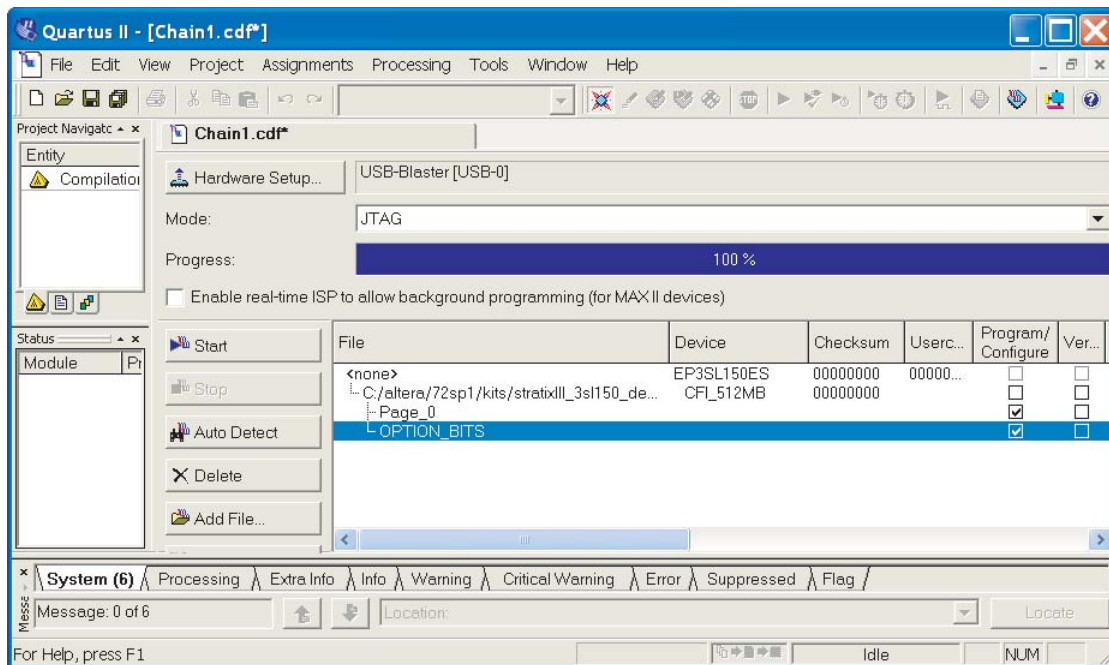 Quartus II - [Chain1.cdf*]
File Edit View Project Assignments Processing Tools Window Help
Project Navigatc
Chain1.cdf*
Entity
Compilation
Hardware Setup...
USB-Blaster [USB-0]
Mode:
JTAG
Progress:
100 %
Enable real-time ISP to allow background programming (for MAX II devices)
Status
Module Pr
Start
Stop
Auto Detect
Delete
Add File...
File Device Checksum Userc... Program/ Configure Ver...
<none> EP3SL150ES 00000000 00000...
C:/altera/72sp1/kits/stratixIII_3sl150_de... CFI_512MB 00000000
Page_0
OPTION_BITS
System (6) Processing Extra Info Info Warning Critical Warning Error Suppressed Flag
Messa
Message: 0 of 6
Location:
Locate
For Help, press F1
Idle
NUM